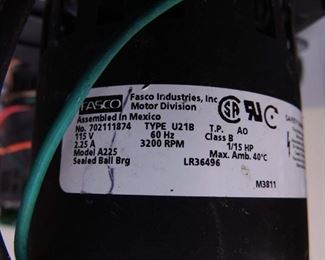 FASCO
Fasco Industries, Inc
Motor Division
Assembled in Mexico
No. 702111874 TYPE U21B T.P. AO
115 V 60 Hz Class B
2.25 A 3200 RPM 1/15 HP
Model A225 Max. Amb. 40°C
Sealed Ball Brg LR36496
M3811